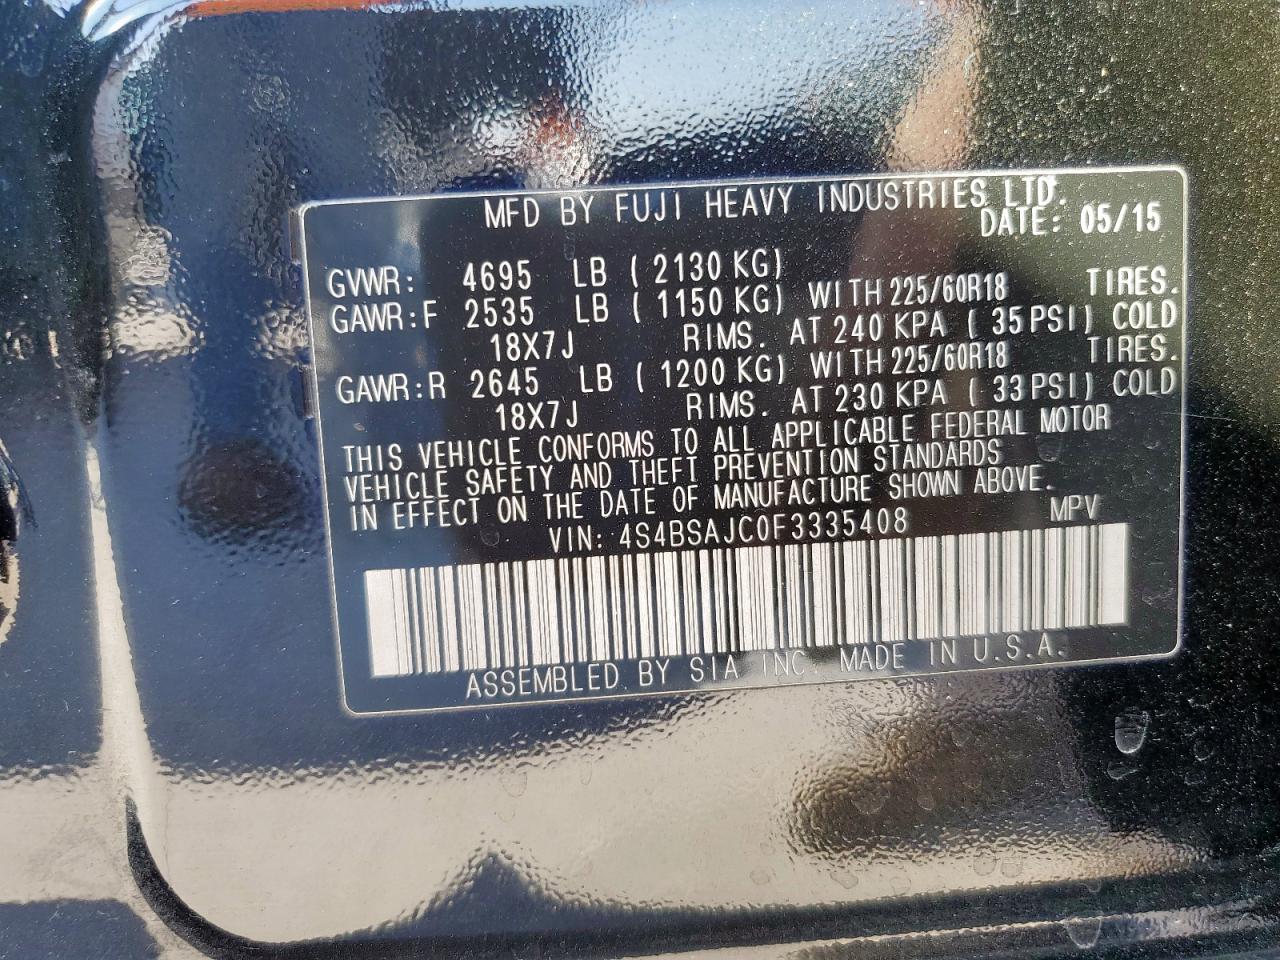 MFD BY FUJI HEAVY INDUSTRIES LTD.
DATE: 05/15
GVWR: 4695 LB ( 2130 KG)
GAWR:F 2535 LB ( 1150 KG) WITH 225/60R18 TIRES.
18X7J RIMS. AT 240 KPA ( 35 PSI) COLD
GAWR:R 2645 LB ( 1200 KG) WITH 225/60R18 TIRES.
18X7J RIMS. AT 230 KPA ( 33 PSI) COLD
THIS VEHICLE CONFORMS TO ALL APPLICABLE FEDERAL MOTOR
VEHICLE SAFETY AND THEFT PREVENTION STANDARDS
IN EFFECT ON THE DATE OF MANUFACTURE SHOWN ABOVE.
VIN: 4S4BSAJC0F3335408 MPV
ASSEMBLED BY SIA INC. MADE IN U.S.A.